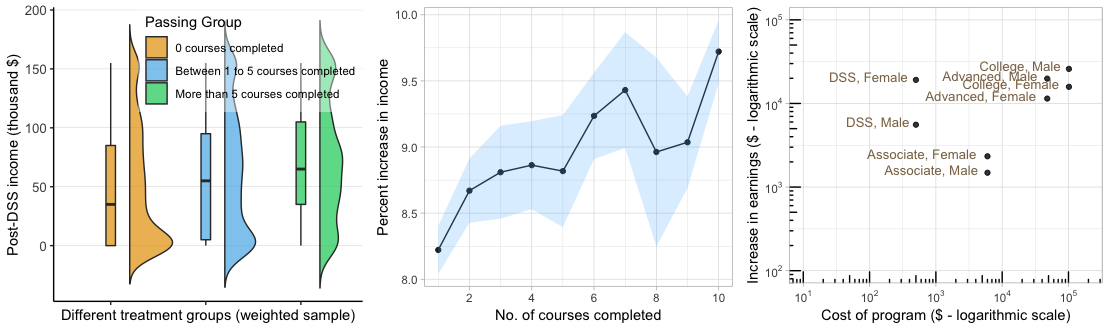 Post-DSS income (thousand $)
200
150
100
50
0
Passing Group
0 courses completed
Between 1 to 5 courses completed
More than 5 courses completed
Different treatment groups (weighted sample)
Percent increase in income
10.0
9.5
9.0
8.5
8.0
2 4 6 8 10
No. of courses completed
Increase in earnings ($ - logarithmic scale)
10^5
10^4
10^3
10^2
College, Male
DSS, Female
Advanced, Male
College, Female
Advanced, Female
DSS, Male
Associate, Female
Associate, Male
10^1 10^2 10^3 10^4 10^5
Cost of program ($ - logarithmic scale)